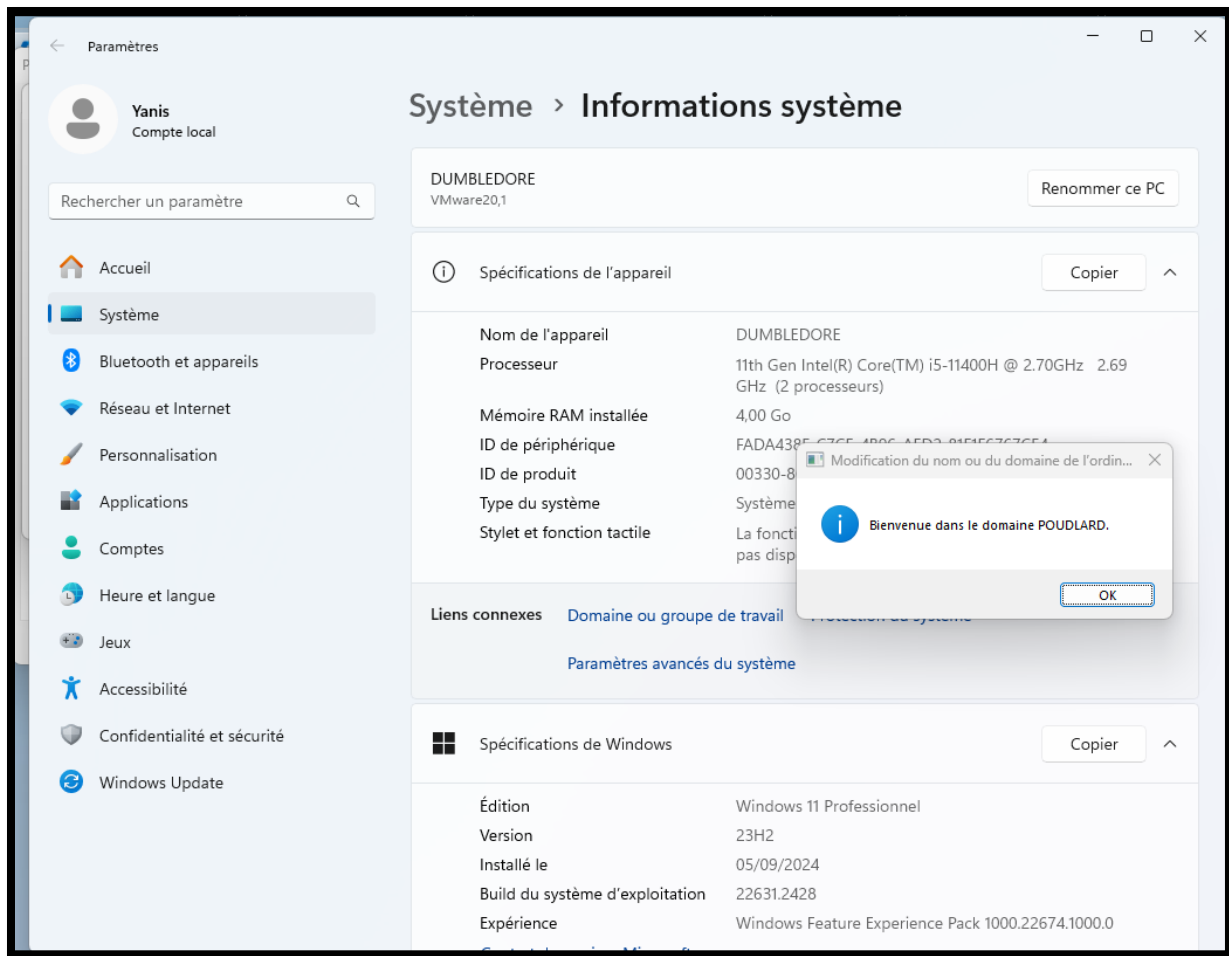 Paramètres
Yanis
Compte local
Rechercher un paramètre
Accueil
Système
Bluetooth et appareils
Réseau et Internet
Personnalisation
Applications
Comptes
Heure et langue
Jeux
Accessibilité
Confidentialité et sécurité
Windows Update
Système > Informations système
DUMBLEDORE
VMware20,1
Renommer ce PC
Spécifications de l'appareil
Copier
Nom de l'appareil DUMBLEDORE
Processeur 11th Gen Intel(R) Core(TM) i5-11400H @ 2.70GHz 2.69
GHz (2 processeurs)
Mémoire RAM installée 4,00 Go
ID de périphérique
ID de produit 00330-8
Type du système Système
Stylet et fonction tactile La foncti
pas disp
Modification du nom ou du domaine de l'ordin...
Bienvenue dans le domaine POUDLARD.
OK
Liens connexes Domaine ou groupe de travail Protection du système
Paramètres avancés du système
Spécifications de Windows
Copier
Édition Windows 11 Professionnel
Version 23H2
Installé le 05/09/2024
Build du système d'exploitation 22631.2428
Expérience Windows Feature Experience Pack 1000.22674.1000.0